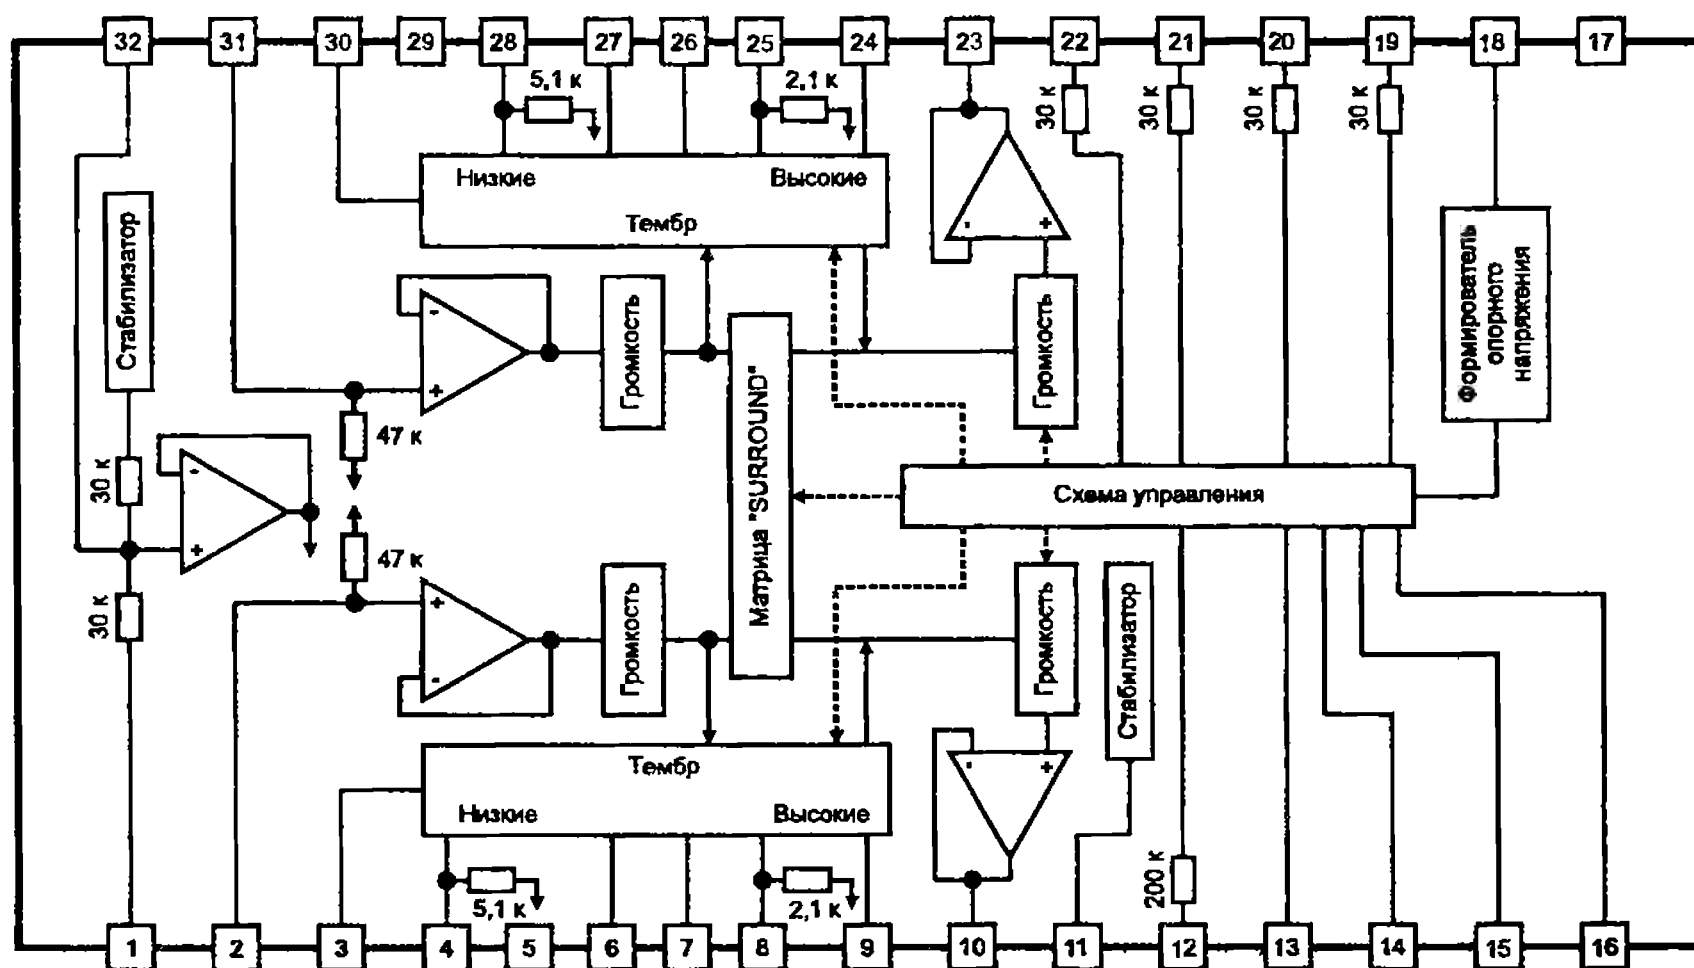 32 31 30 29 28 27 26 25 24 23 22 21 20 19 18 17
5,1 к
2,1 к
30 к
30 к
30 к
30 к
Низкие
Высокие
Тембр
Стабилизатор
Формирователь
опорного
напряжения
Громкость
Громкость
-
+
-
+
47 к
Матрица "SURROUND"
30 к
-
+
Схема управления
47 к
30 к
+
-
Громкость
Громкость
Стабилизатор
Тембр
Низкие
Высокие
-
+
5,1 к
2,1 к
200 к
1 2 3 4 5 6 7 8 9 10 11 12 13 14 15 16